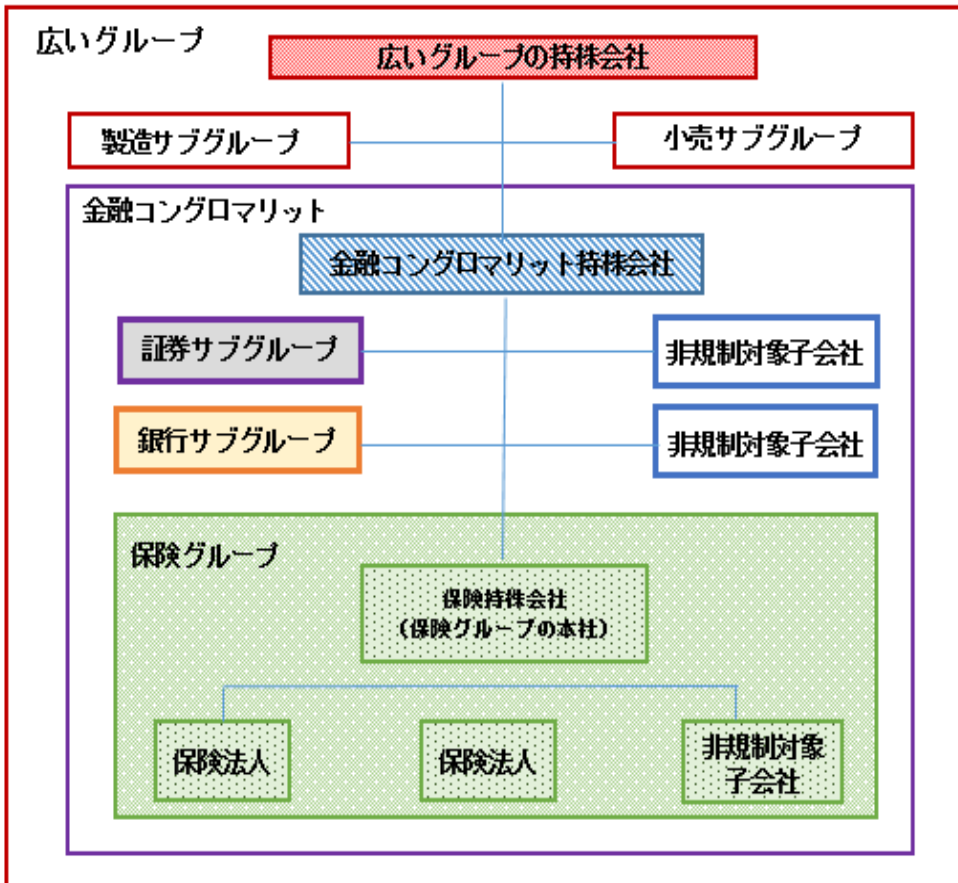 広いグループ
広いグループの持株会社
製造サブグループ
小売サブグループ
金融コングロマリット
金融コングロマリット持株会社
証券サブグループ
非規制対象子会社
銀行サブグループ
非規制対象子会社
保険グループ
保険持株会社
（保険グループの本社）
保険法人
保険法人
非規制対象
子会社